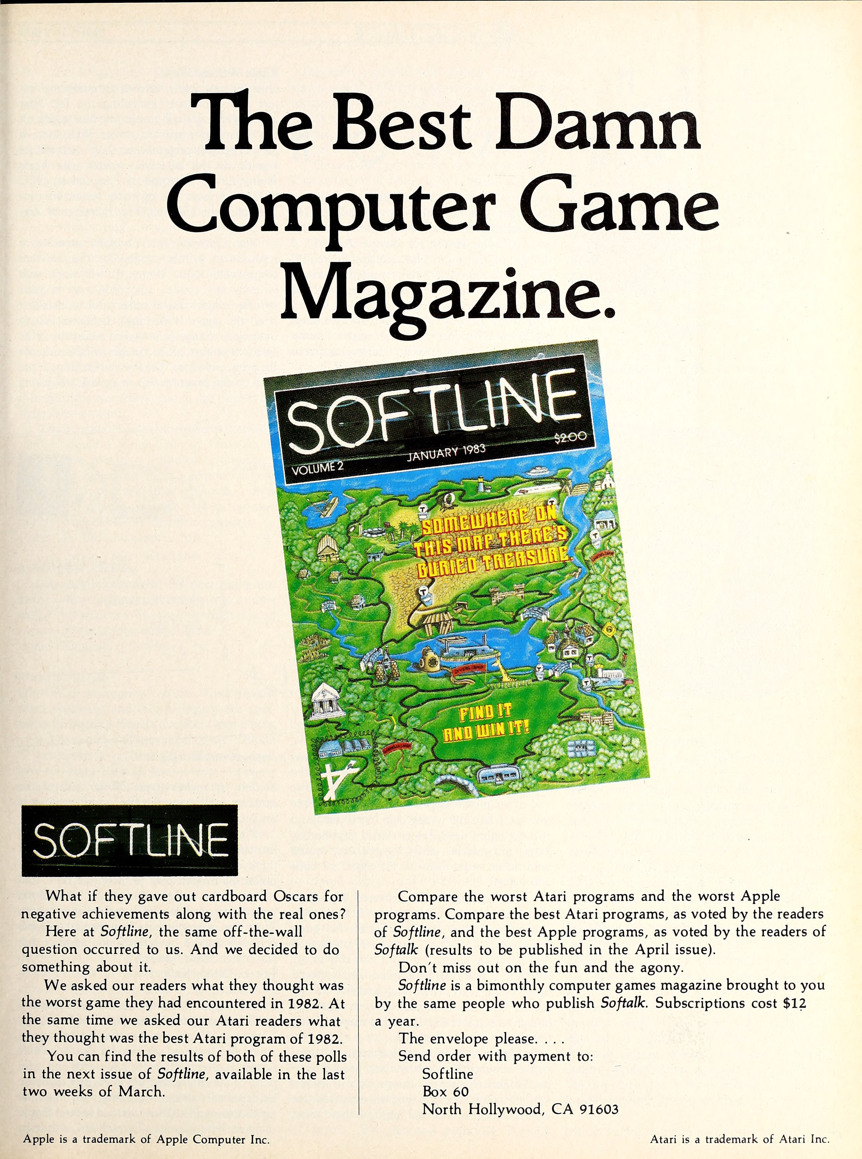 The Best Damn
Computer Game
Magazine.
SOFTLINE
VOLUME 2
JANUARY 1983
$2.00
SOMEWHERE ON
THIS MAP THERE'S
BURIED TREASURE
FIND IT
AND WIN IT!
SOFTLINE
What if they gave out cardboard Oscars for
negative achievements along with the real ones?
Here at Softline, the same off-the-wall
question occurred to us. And we decided to do
something about it.
We asked our readers what they thought was
the worst game they had encountered in 1982. At
the same time we asked our Atari readers what
they thought was the best Atari program of 1982.
You can find the results of both of these polls
in the next issue of Softline, available in the last
two weeks of March.
Compare the worst Atari programs and the worst Apple
programs. Compare the best Atari programs, as voted by the readers
of Softline, and the best Apple programs, as voted by the readers of
Softalk (results to be published in the April issue).
Don't miss out on the fun and the agony.
Softline is a bimonthly computer games magazine brought to you
by the same people who publish Softalk. Subscriptions cost $12
a year.
The envelope please. . . .
Send order with payment to:
Softline
Box 60
North Hollywood, CA 91603
Apple is a trademark of Apple Computer Inc.
Atari is a trademark of Atari Inc.